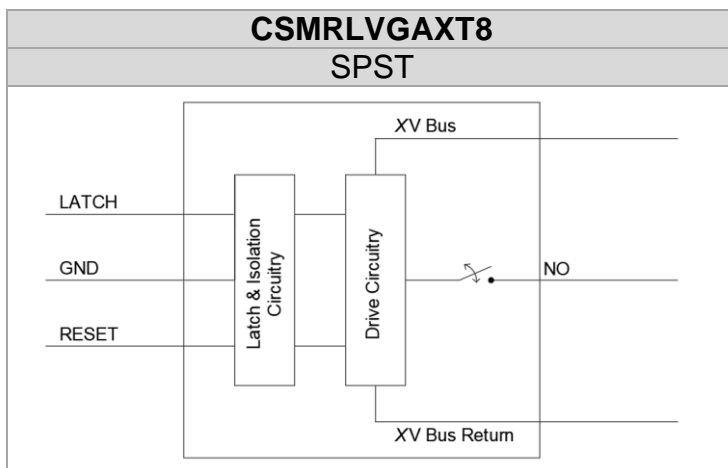 CSMRLVGAXT8
SPST
XV Bus
LATCH
GND
RESET
Latch & Isolation
Circuitry
Drive Circuitry
NO
XV Bus Return